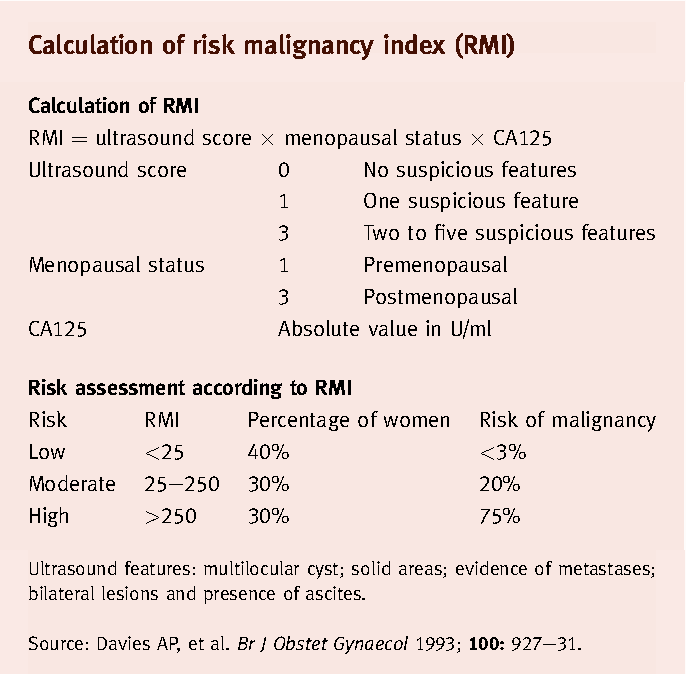 Calculation of risk malignancy index (RMI)
Calculation of RMI
RMI = ultrasound score × menopausal status × CA125
Ultrasound score 0 No suspicious features
1 One suspicious feature
3 Two to five suspicious features
Menopausal status 1 Premenopausal
3 Postmenopausal
CA125 Absolute value in U/ml
Risk assessment according to RMI
Risk RMI Percentage of women Risk of malignancy
Low <25 40% <3%
Moderate 25–250 30% 20%
High >250 30% 75%
Ultrasound features: multilocular cyst; solid areas; evidence of metastases;
bilateral lesions and presence of ascites.
Source: Davies AP, et al. Br J Obstet Gynaecol 1993; 100: 927–31.